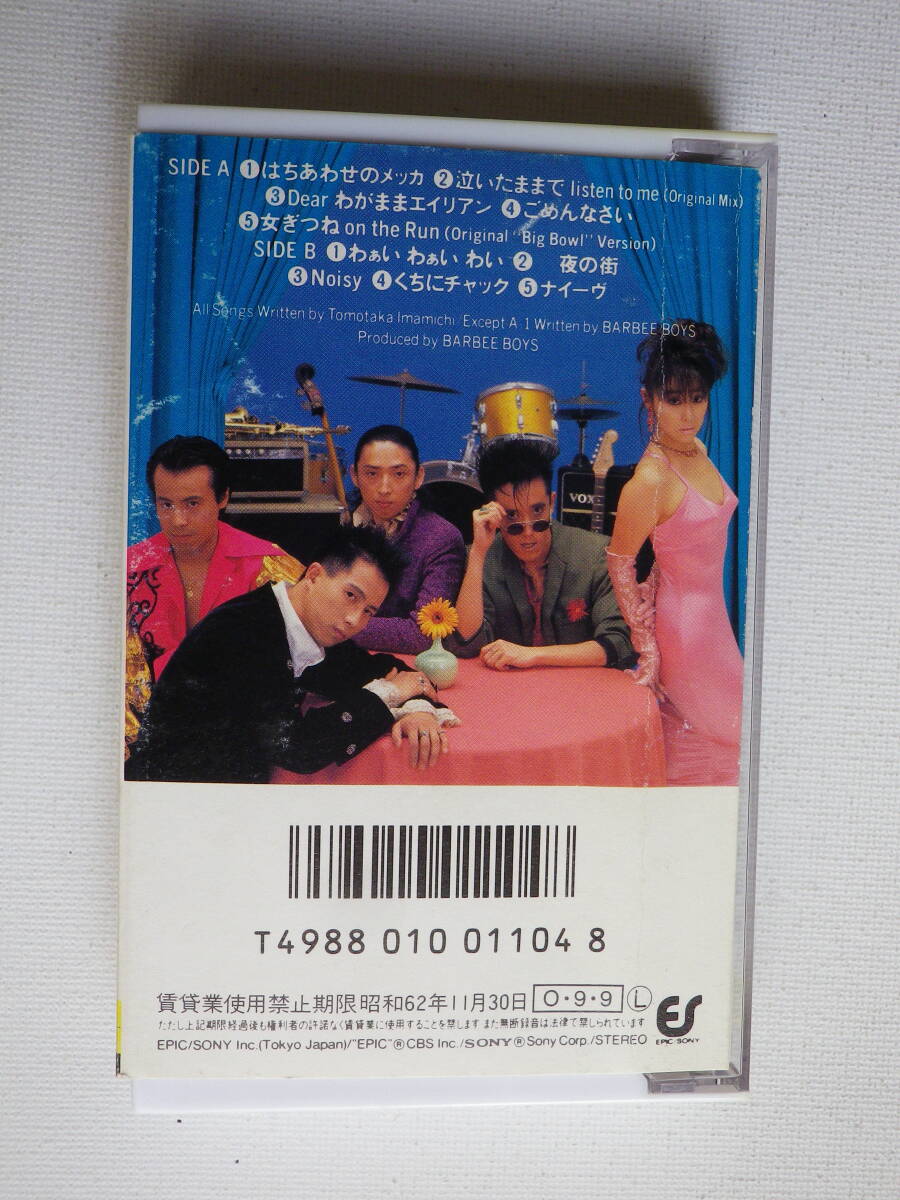 SIDE A ❶はちあわせのメッカ ❷泣いたままで listen to me (Original Mix)
❸Dear わがままエイリアン ❹ごめんなさい
❺女ぎつね on the Run (Original "Big Bowl" Version)
SIDE B ❶わぁい わぁい わい ❷ 夜の街
❸Noisy ❹くちにチャック ❺ナイーヴ
All Songs Written by Tomotaka Imamichi/Except A-1 Written by BARBEE BOYS
Produced by BARBEE BOYS
VOX
T4988 010 01104 8
賃貸業使用禁止期限昭和62年11月30日 O・9・9 Ⓛ
ただし上記期限経過後も権利者の許諾なく賃貸業に使用することを禁じます また無断録音は法律で禁じられています
EPIC/SONY Inc.(Tokyo Japan)/"EPIC"® CBS Inc./SONY® Sony Corp./STEREO
ES
EPIC/SONY